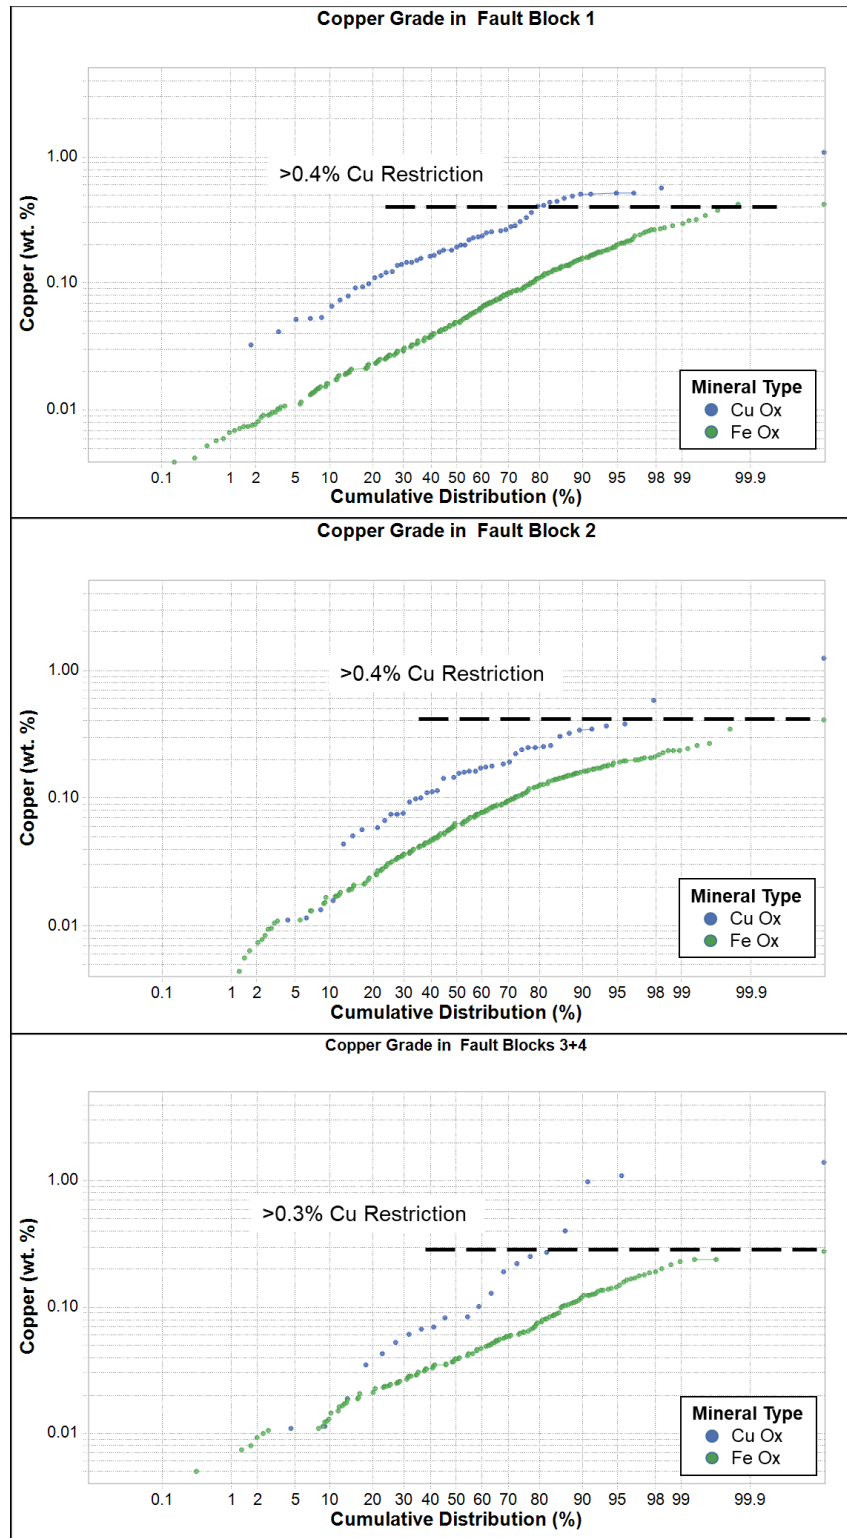 Copper Grade in  Fault Block 1
Copper (wt. %)
1.00
0.10
0.01
>0.4% Cu Restriction
Mineral Type
Cu Ox
Fe Ox
0.1 1 2 5 10 20 30 40 50 60 70 80 90 95 98 99 99.9
Cumulative Distribution (%)
Copper Grade in  Fault Block 2
Copper (wt. %)
1.00
0.10
0.01
>0.4% Cu Restriction
Mineral Type
Cu Ox
Fe Ox
0.1 1 2 5 10 20 30 40 50 60 70 80 90 95 98 99 99.9
Cumulative Distribution (%)
Copper Grade in  Fault Blocks 3+4
Copper (wt. %)
1.00
0.10
0.01
>0.3% Cu Restriction
Mineral Type
Cu Ox
Fe Ox
0.1 1 2 5 10 20 30 40 50 60 70 80 90 95 98 99 99.9
Cumulative Distribution (%)